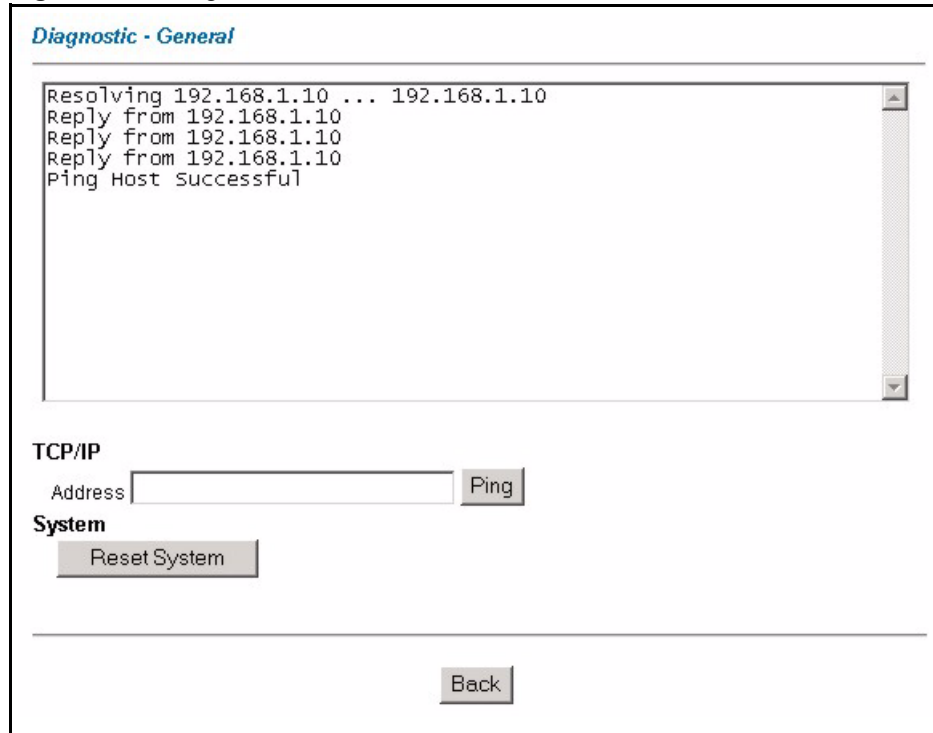 Diagnostic - General
Resolving 192.168.1.10 ... 192.168.1.10
Reply from 192.168.1.10
Reply from 192.168.1.10
Reply from 192.168.1.10
Ping Host Successful
TCP/IP
Address Ping
System
Reset System
Back